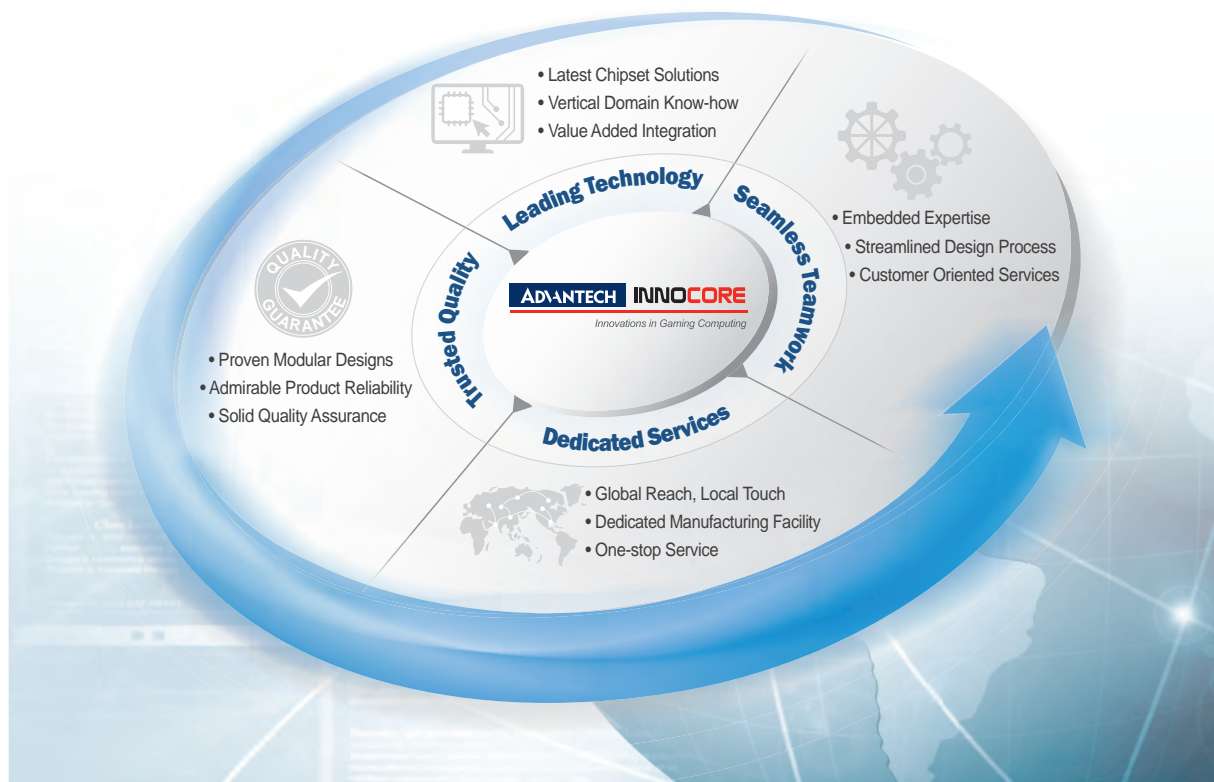 • Latest Chipset Solutions
• Vertical Domain Know-how
• Value Added Integration
Leading Technology
Seamless Teamwork
• Embedded Expertise
• Streamlined Design Process
• Customer Oriented Services
QUALITY
GUARANTEE
Trusted Quality
• Proven Modular Designs
• Admirable Product Reliability
• Solid Quality Assurance
ADVANTECH INNOCORE
Innovations in Gaming Computing
Dedicated Services
• Global Reach, Local Touch
• Dedicated Manufacturing Facility
• One-stop Service